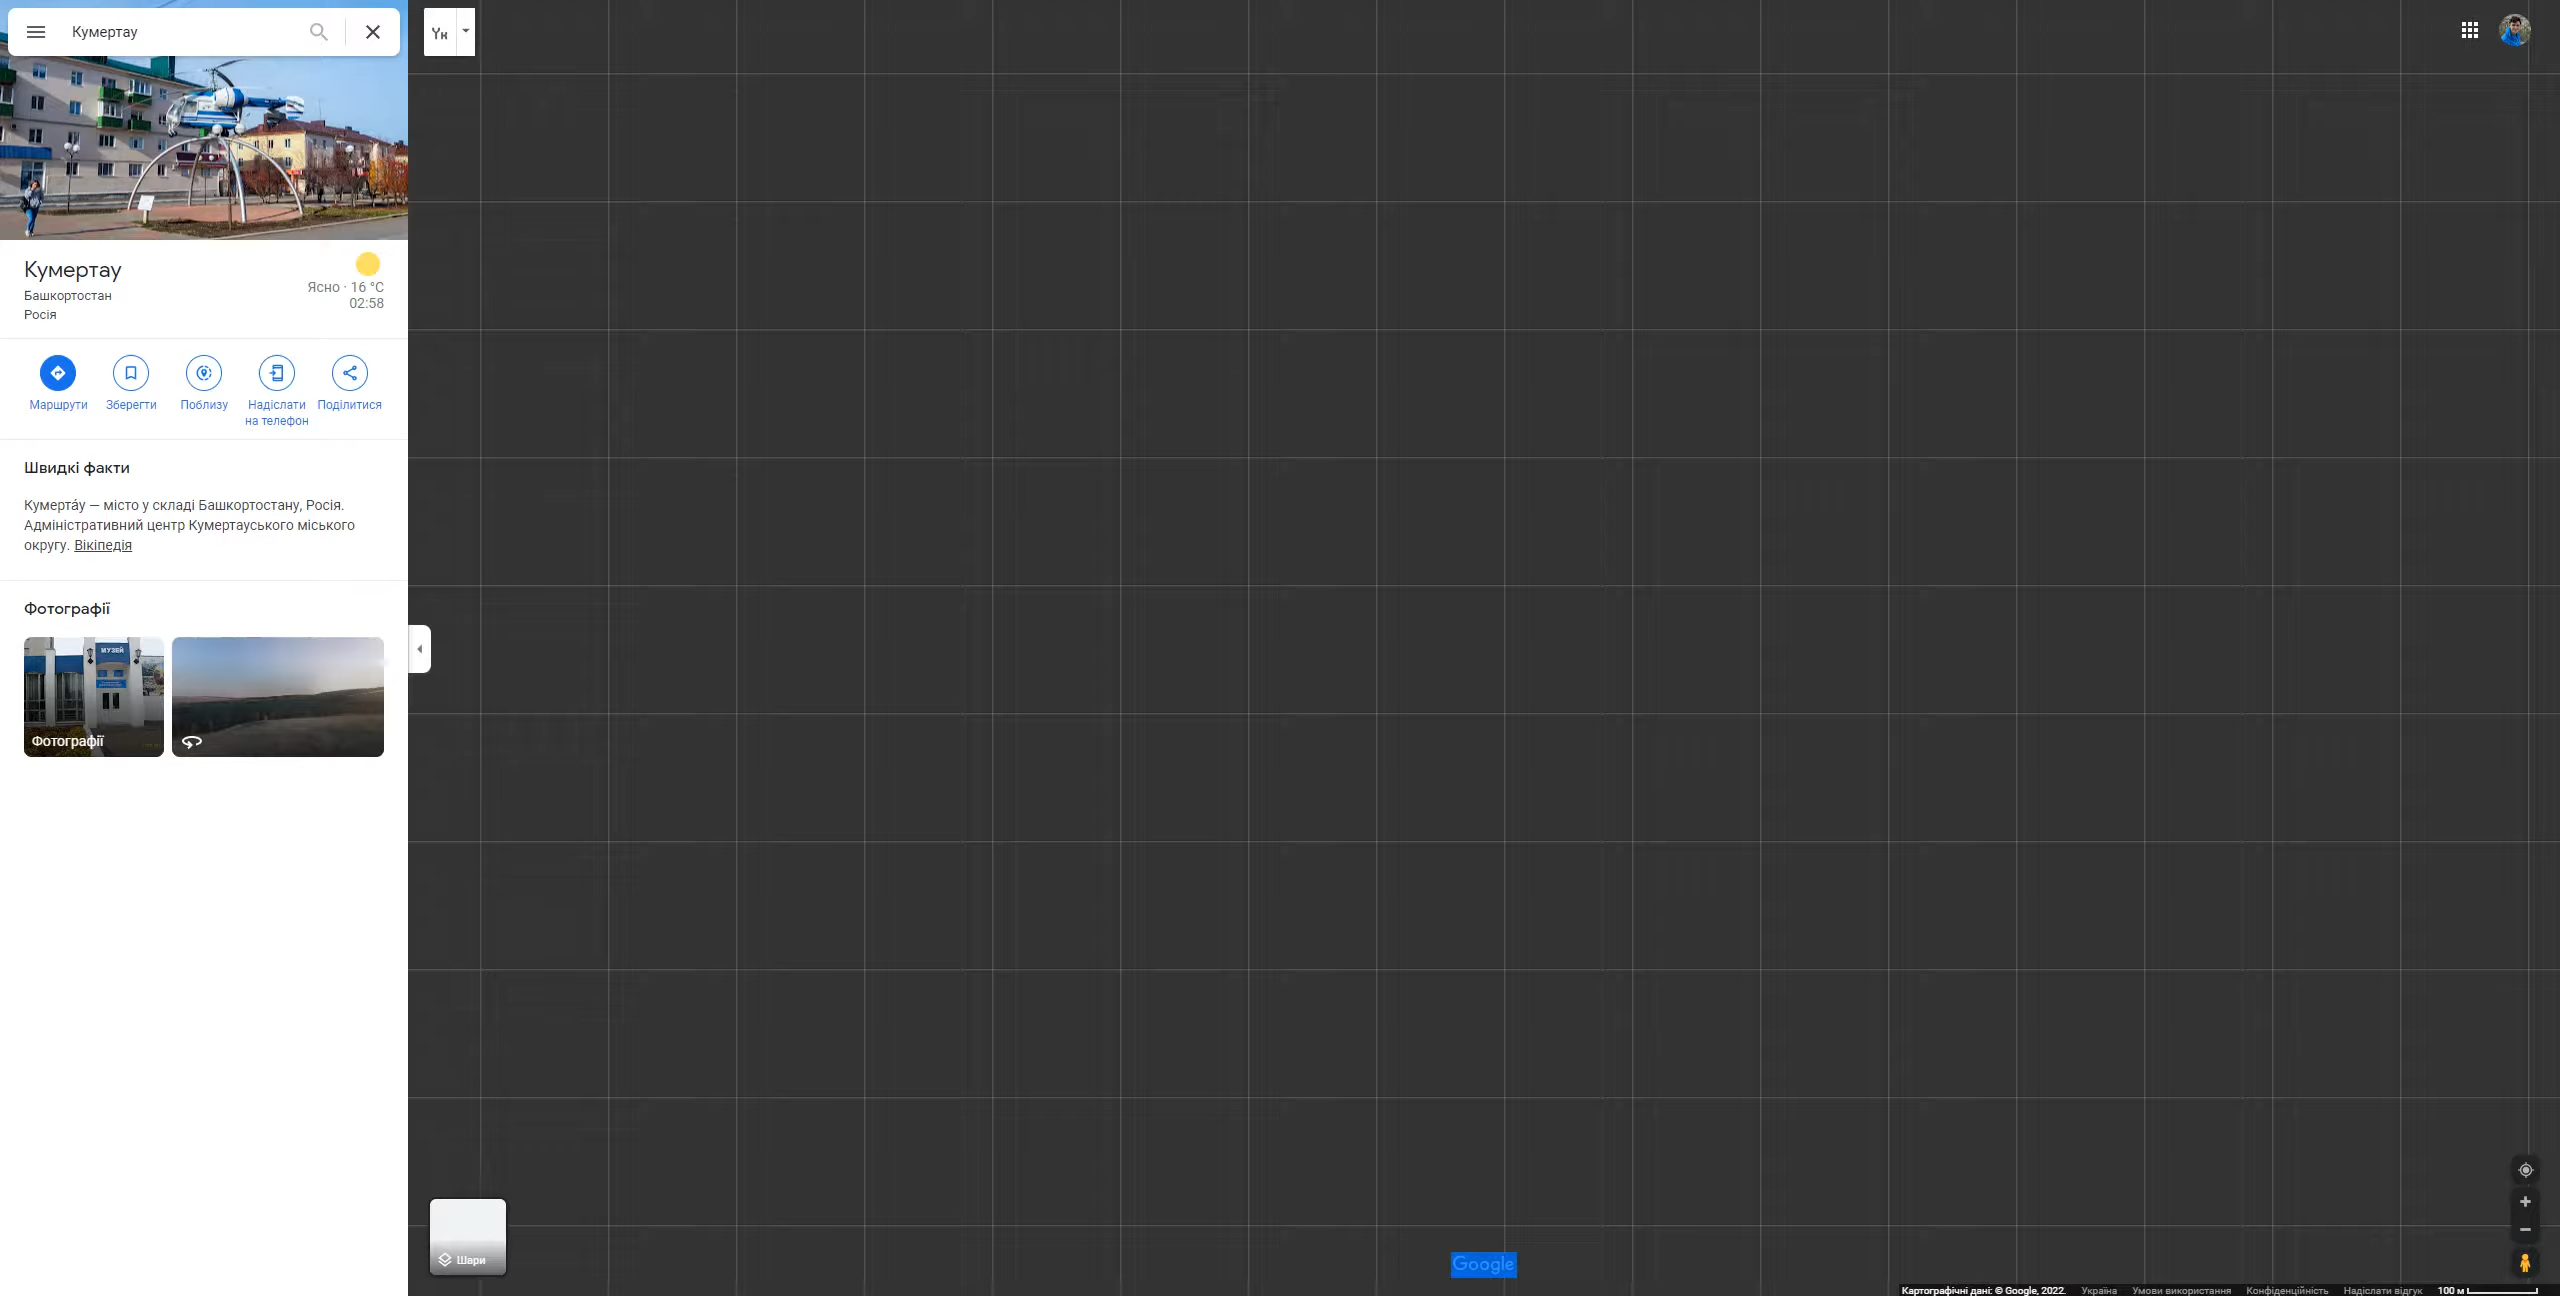 Кумертау
Ун
Кумертау
Башкортостан
Росія
Ясно · 16 °C
02:58
Маршрути
Зберегти
Поблизу
Надіслати на телефон
Поділитися
Швидкі факти
Кумерта́у — місто у складі Башкортостану, Росія.
Адміністративний центр Кумертауського міського
округу. Вікіпедія
Фотографії
МУЗЕЙ
Фотографії
Шари
Google
Картографічні дані: © Google, 2022. Україна Умови використання Конфіденційність Надіслати відгук 100 м